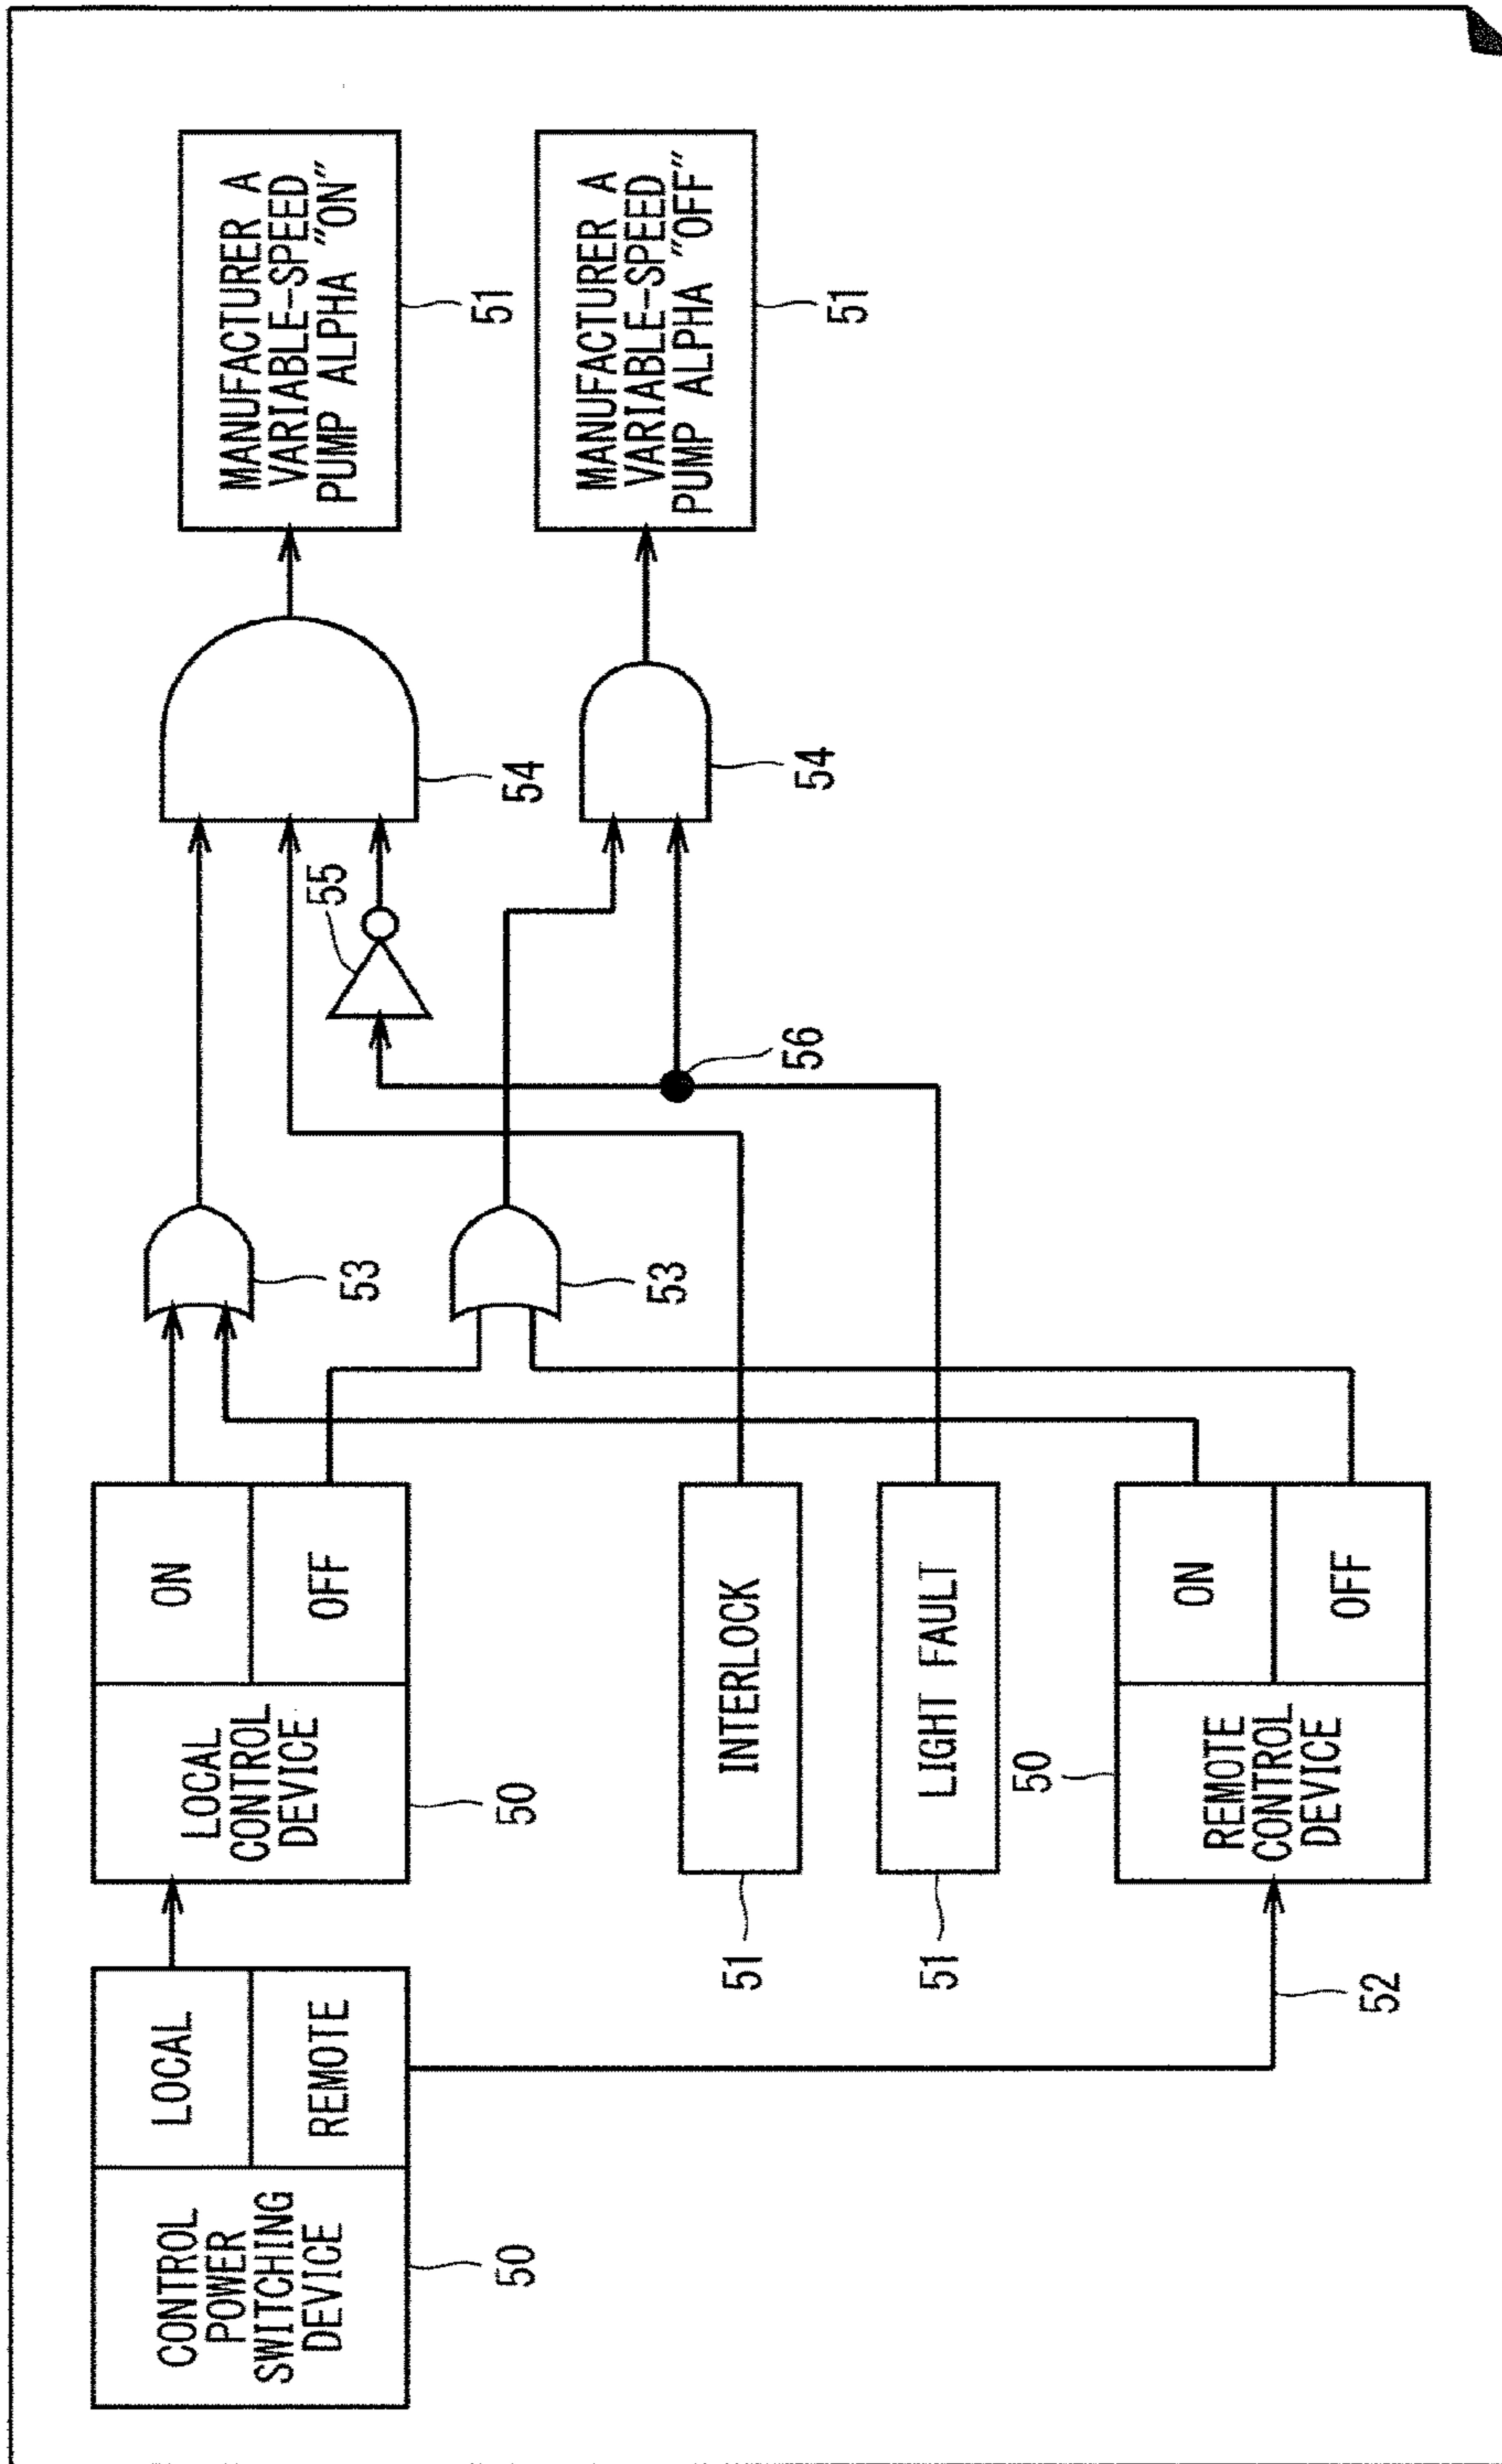 CONTROL
POWER
SWITCHING
DEVICE
LOCAL
REMOTE
50
LOCAL
CONTROL
DEVICE
ON
OFF
50
INTERLOCK
51
LIGHT FAULT
51
REMOTE
CONTROL
DEVICE
ON
OFF
50
52
53
53
55
56
54
54
MANUFACTURER A
VARIABLE-SPEED
PUMP ALPHA "ON"
51
MANUFACTURER A
VARIABLE-SPEED
PUMP ALPHA "OFF"
51